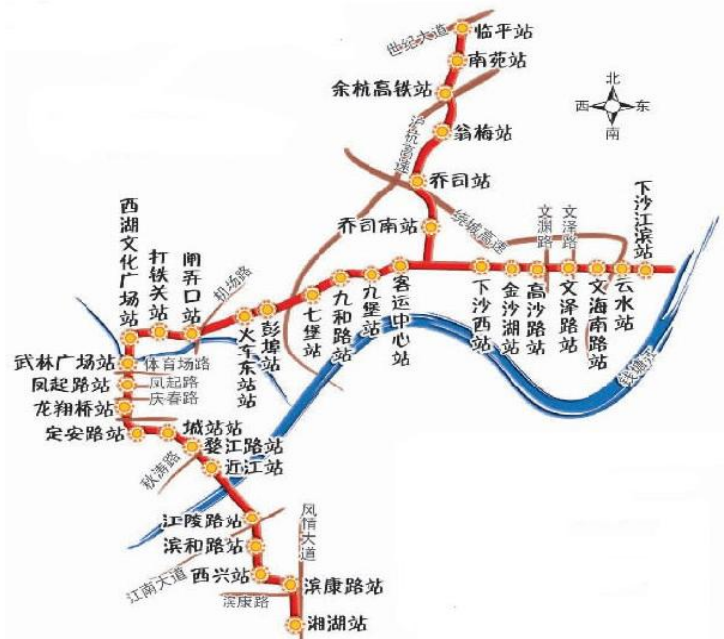 世纪大道
临平站
南苑站
余杭高铁站
北
西
东
南
沪杭高速
翁梅站
乔司站
乔司南站
绕城高速
文渊路
文泽路
下沙江滨站
西湖文化广场站
打铁关站
闸弄口站
机场路
火车东站站
彭埠站
七堡站
九和路站
九堡站
客运中心站
下沙西站
金沙湖站
高沙路站
文泽路站
文海南路站
云水站
钱塘江
武林广场站
体育场路
凤起路站
凤起路
庆春路
龙翔桥站
定安路站
城站站
婺江路站
近江站
秋涛路
江陵路站
滨和路站
西兴站
江南大道
风情大道
滨康路站
滨康路
湘湖站